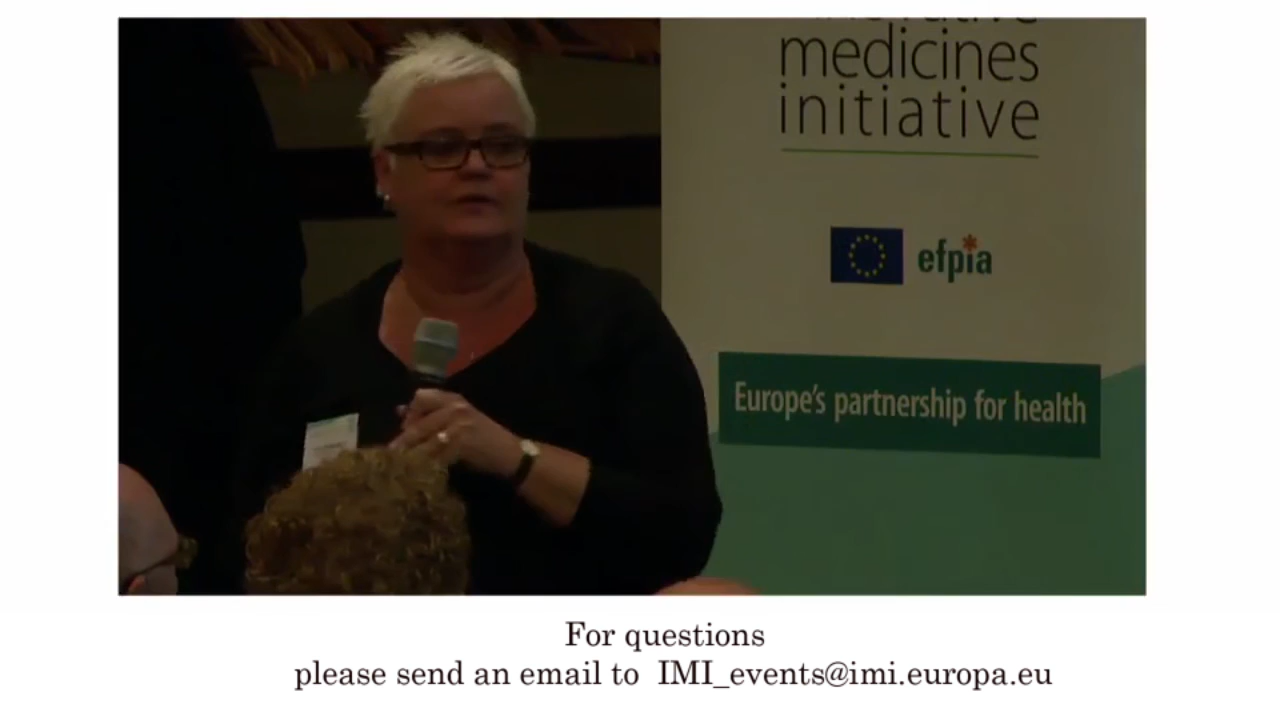 medicines
initiative
efpia
Europe's partnership for health
For questions
please send an email to IMI_events@imi.europa.eu